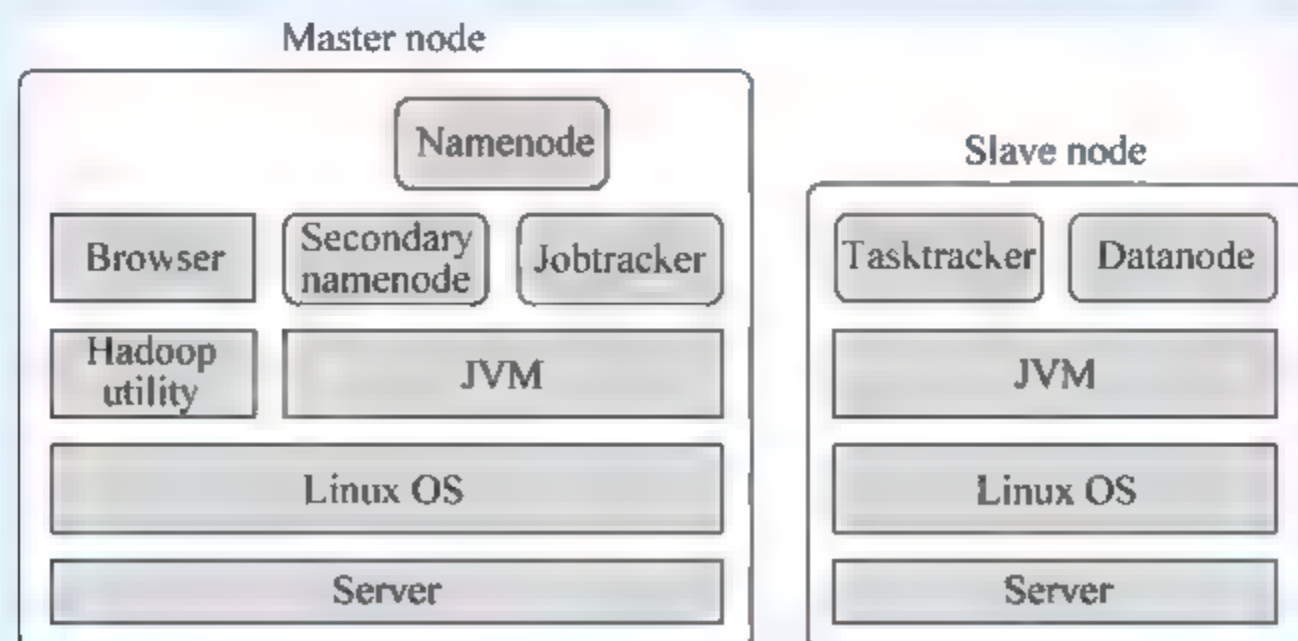 Master node
Namenode
Browser
Secondary
namenode
Jobtracker
Hadoop
utility
JVM
Linux OS
Server
Slave node
Tasktracker
Datanode
JVM
Linux OS
Server